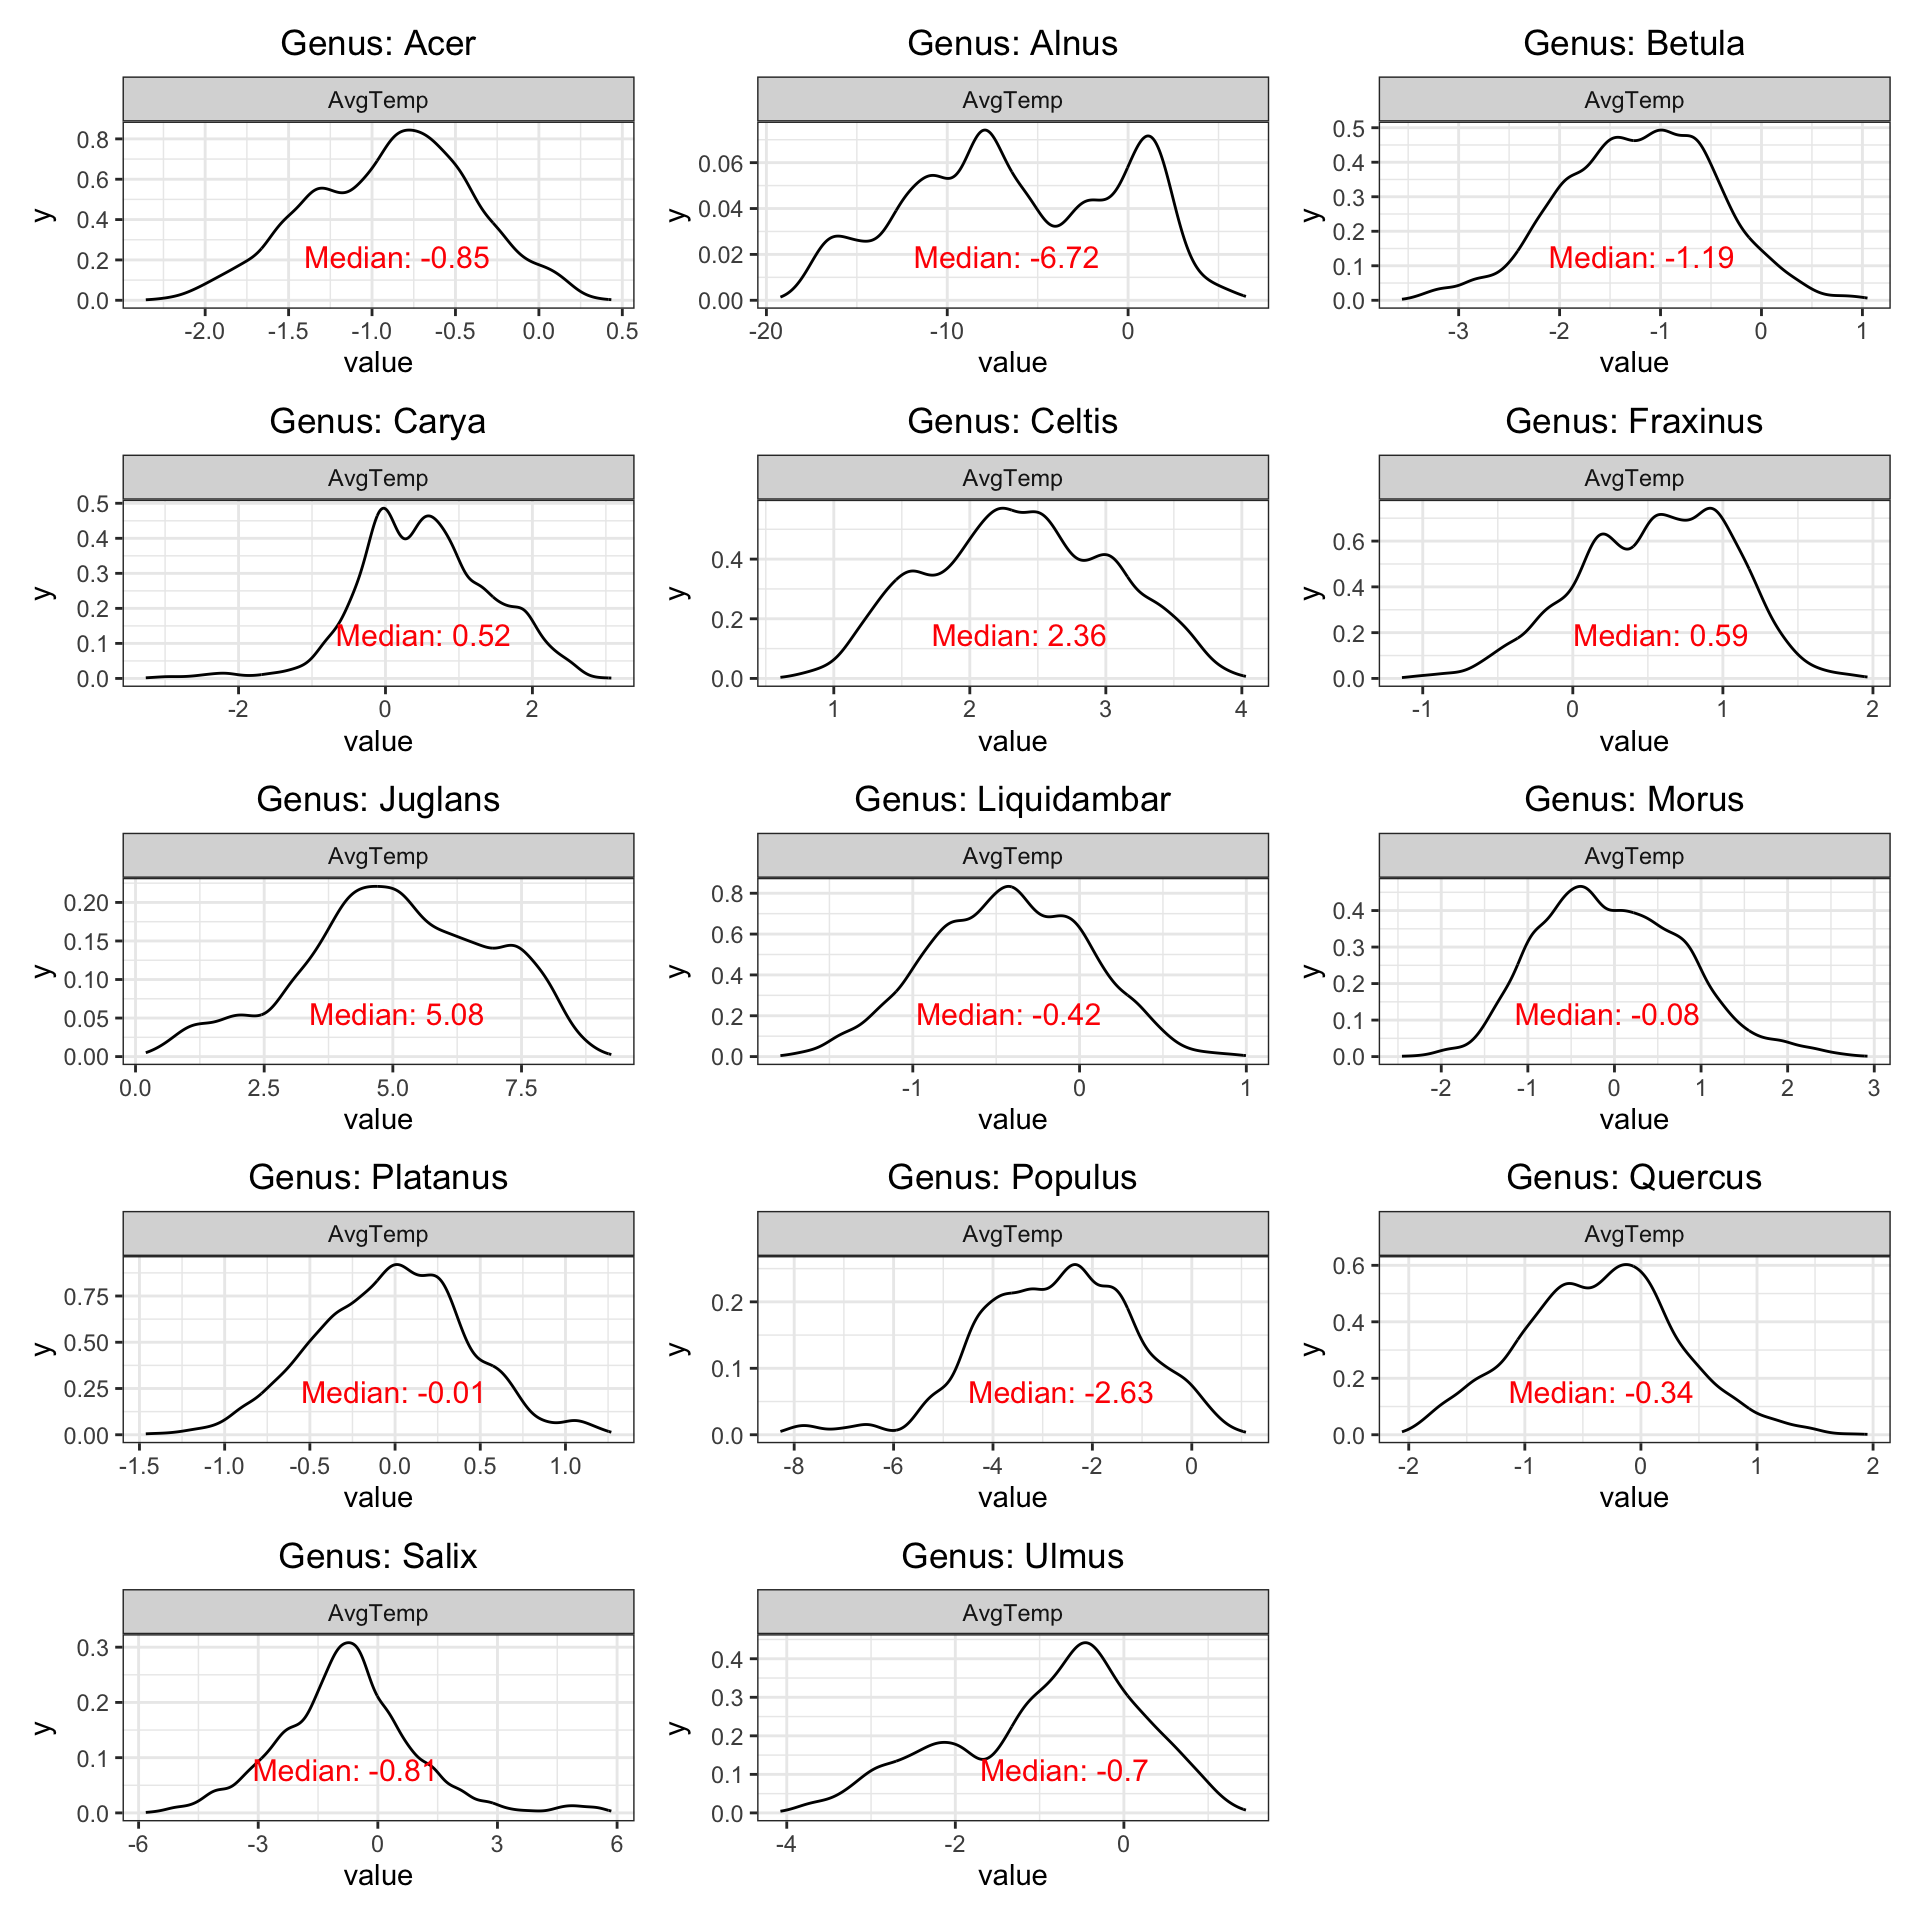 Genus: Acer
AvgTemp
0.8
0.6
0.4
0.2
0.0
y
Median: -0.85
-2.0 -1.5 -1.0 -0.5 0.0 0.5
value
Genus: Alnus
AvgTemp
0.06
0.04
0.02
0.00
y
Median: -6.72
-20 -10 0
value
Genus: Betula
AvgTemp
0.5
0.4
0.3
0.2
0.1
0.0
y
Median: -1.19
-3 -2 -1 0 1
value
Genus: Carya
AvgTemp
0.5
0.4
0.3
0.2
0.1
0.0
y
Median: 0.52
-2 0 2
value
Genus: Celtis
AvgTemp
0.4
0.2
0.0
y
Median: 2.36
1 2 3 4
value
Genus: Fraxinus
AvgTemp
0.6
0.4
0.2
0.0
y
Median: 0.59
-1 0 1 2
value
Genus: Juglans
AvgTemp
0.20
0.15
0.10
0.05
0.00
y
Median: 5.08
0.0 2.5 5.0 7.5
value
Genus: Liquidambar
AvgTemp
0.8
0.6
0.4
0.2
0.0
y
Median: -0.42
-1 0 1
value
Genus: Morus
AvgTemp
0.4
0.3
0.2
0.1
0.0
y
Median: -0.08
-2 -1 0 1 2 3
value
Genus: Platanus
AvgTemp
0.75
0.50
0.25
0.00
y
Median: -0.01
-1.5 -1.0 -0.5 0.0 0.5 1.0
value
Genus: Populus
AvgTemp
0.2
0.1
0.0
y
Median: -2.63
-8 -6 -4 -2 0
value
Genus: Quercus
AvgTemp
0.6
0.4
0.2
0.0
y
Median: -0.34
-2 -1 0 1 2
value
Genus: Salix
AvgTemp
0.3
0.2
0.1
0.0
y
Median: -0.81
-6 -3 0 3 6
value
Genus: Ulmus
AvgTemp
0.4
0.3
0.2
0.1
0.0
y
Median: -0.7
-4 -2 0
value